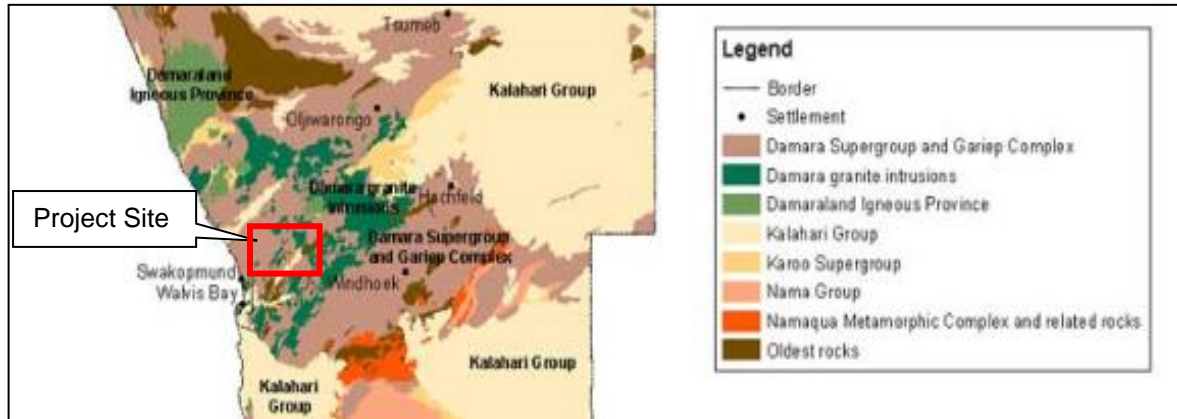 Tsumeb
Damaraland
Igneous Province
Kalahari Group
Otjiwarongo
Damara granite
intrusions
Hochfeld
Project Site
Damara Supergroup
and Gariep Complex
Swakopmund
Windhoek
Walvis Bay
Kalahari Group
Kalahari
Group
Legend
Border
Settlement
Damara Supergroup and Gariep Complex
Damara granite intrusions
Damaraland Igneous Province
Kalahari Group
Karoo Supergroup
Nama Group
Namaqua Metamorphic Complex and related rocks
Oldest rocks